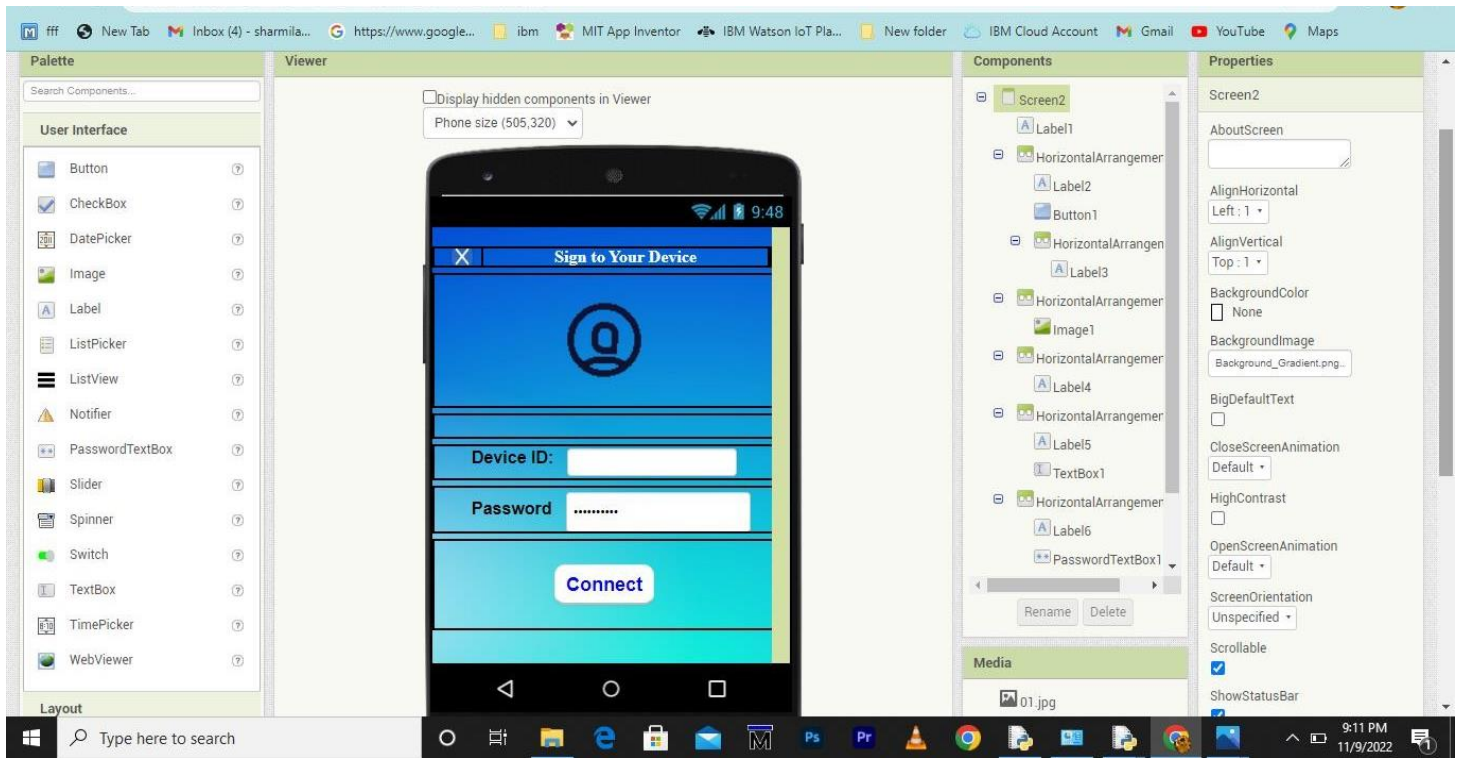 fff New Tab Inbox (4) - sharmila... https://www.google... ibm MIT App Inventor IBM Watson IoT Pla... New folder IBM Cloud Account Gmail YouTube Maps
Palette
Search Components...
User Interface
Button
CheckBox
DatePicker
Image
Label
ListPicker
ListView
Notifier
PasswordTextBox
Slider
Spinner
Switch
TextBox
TimePicker
WebViewer
Layout
Viewer
Display hidden components in Viewer
Phone size (505,320)
9:48
X Sign to Your Device
Device ID:
Password ..........
Connect
Components
Screen2
Label1
HorizontalArrangemer
Label2
Button1
HorizontalArrangen
Label3
HorizontalArrangemer
Image1
HorizontalArrangemer
Label4
HorizontalArrangemer
Label5
TextBox1
HorizontalArrangemer
Label6
PasswordTextBox1
Rename Delete
Media
01.jpg
Properties
Screen2
AboutScreen
AlignHorizontal
Left : 1
AlignVertical
Top : 1
BackgroundColor
None
BackgroundImage
Background_Gradient.png...
BigDefaultText
CloseScreenAnimation
Default
HighContrast
OpenScreenAnimation
Default
ScreenOrientation
Unspecified
Scrollable
ShowStatusBar
Type here to search
Ps Pr
9:11 PM
11/9/2022